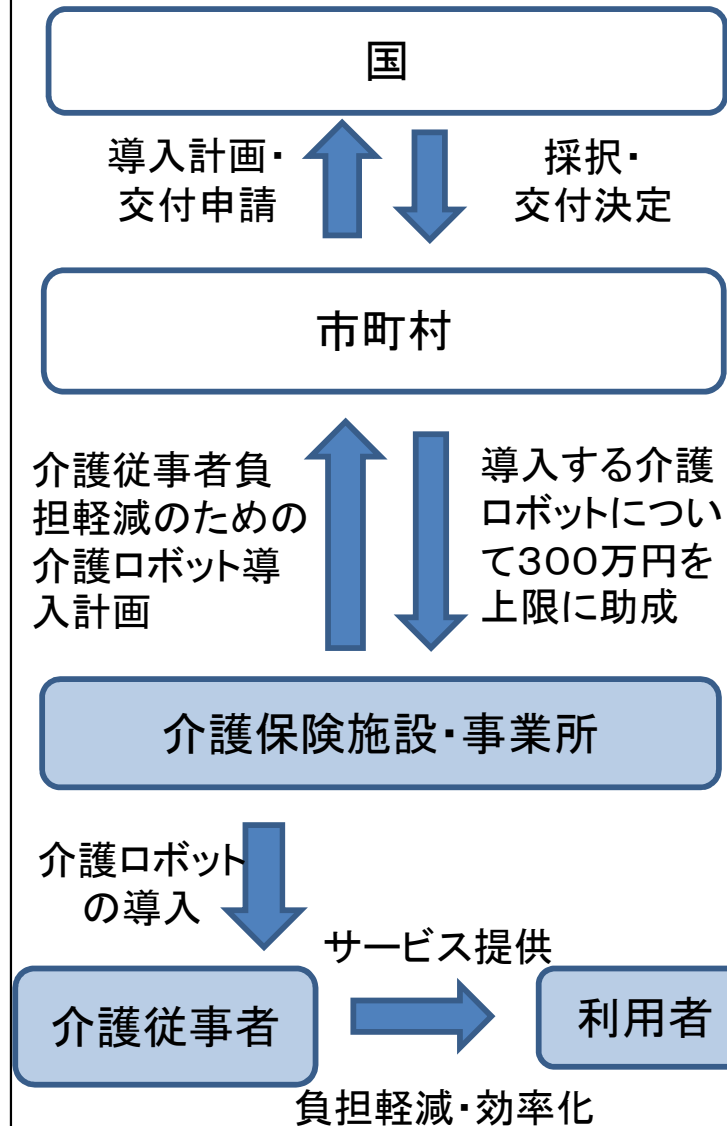 国
導入計画・
交付申請
採択・
交付決定
市町村
介護従事者負
担軽減のための
介護ロボット導
入計画
導入する介護
ロボットについ
て300万円を
上限に助成
介護保険施設・事業所
介護ロボット
の導入
サービス提供
介護従事者
利用者
負担軽減・効率化